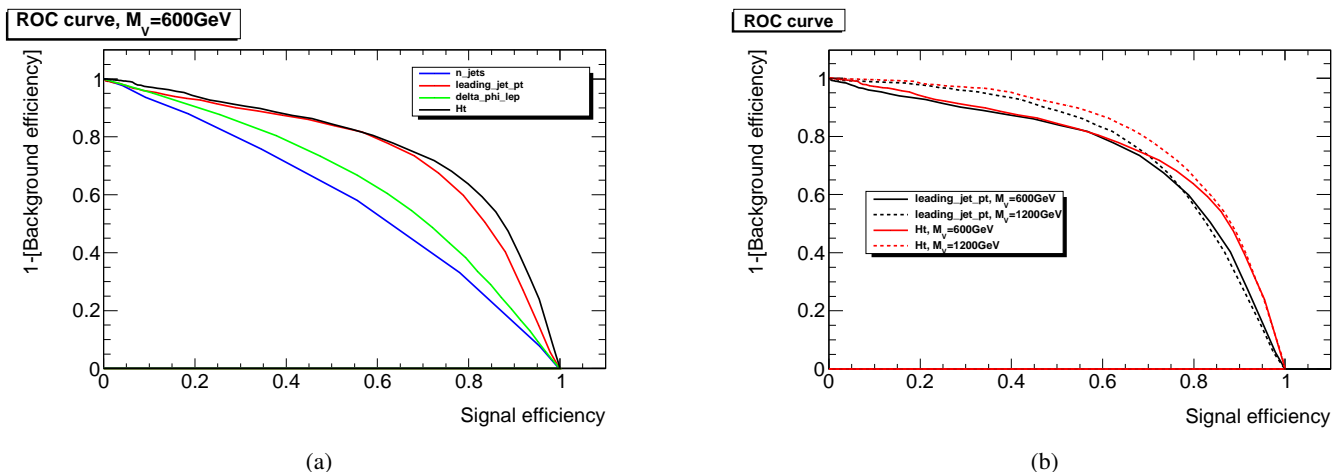 ROC curve, M_V=600GeV
1-[Background efficiency]
1
0.8
0.6
0.4
0.2
0
n_jets
leading_jet_pt
delta_phi_lep
Ht
0 0.2 0.4 0.6 0.8 1
Signal efficiency
(a)
ROC curve
1-[Background efficiency]
1
0.8
0.6
0.4
0.2
0
leading_jet_pt, M_V=600GeV
leading_jet_pt, M_V=1200GeV
Ht, M_V=600GeV
Ht, M_V=1200GeV
0 0.2 0.4 0.6 0.8 1
Signal efficiency
(b)